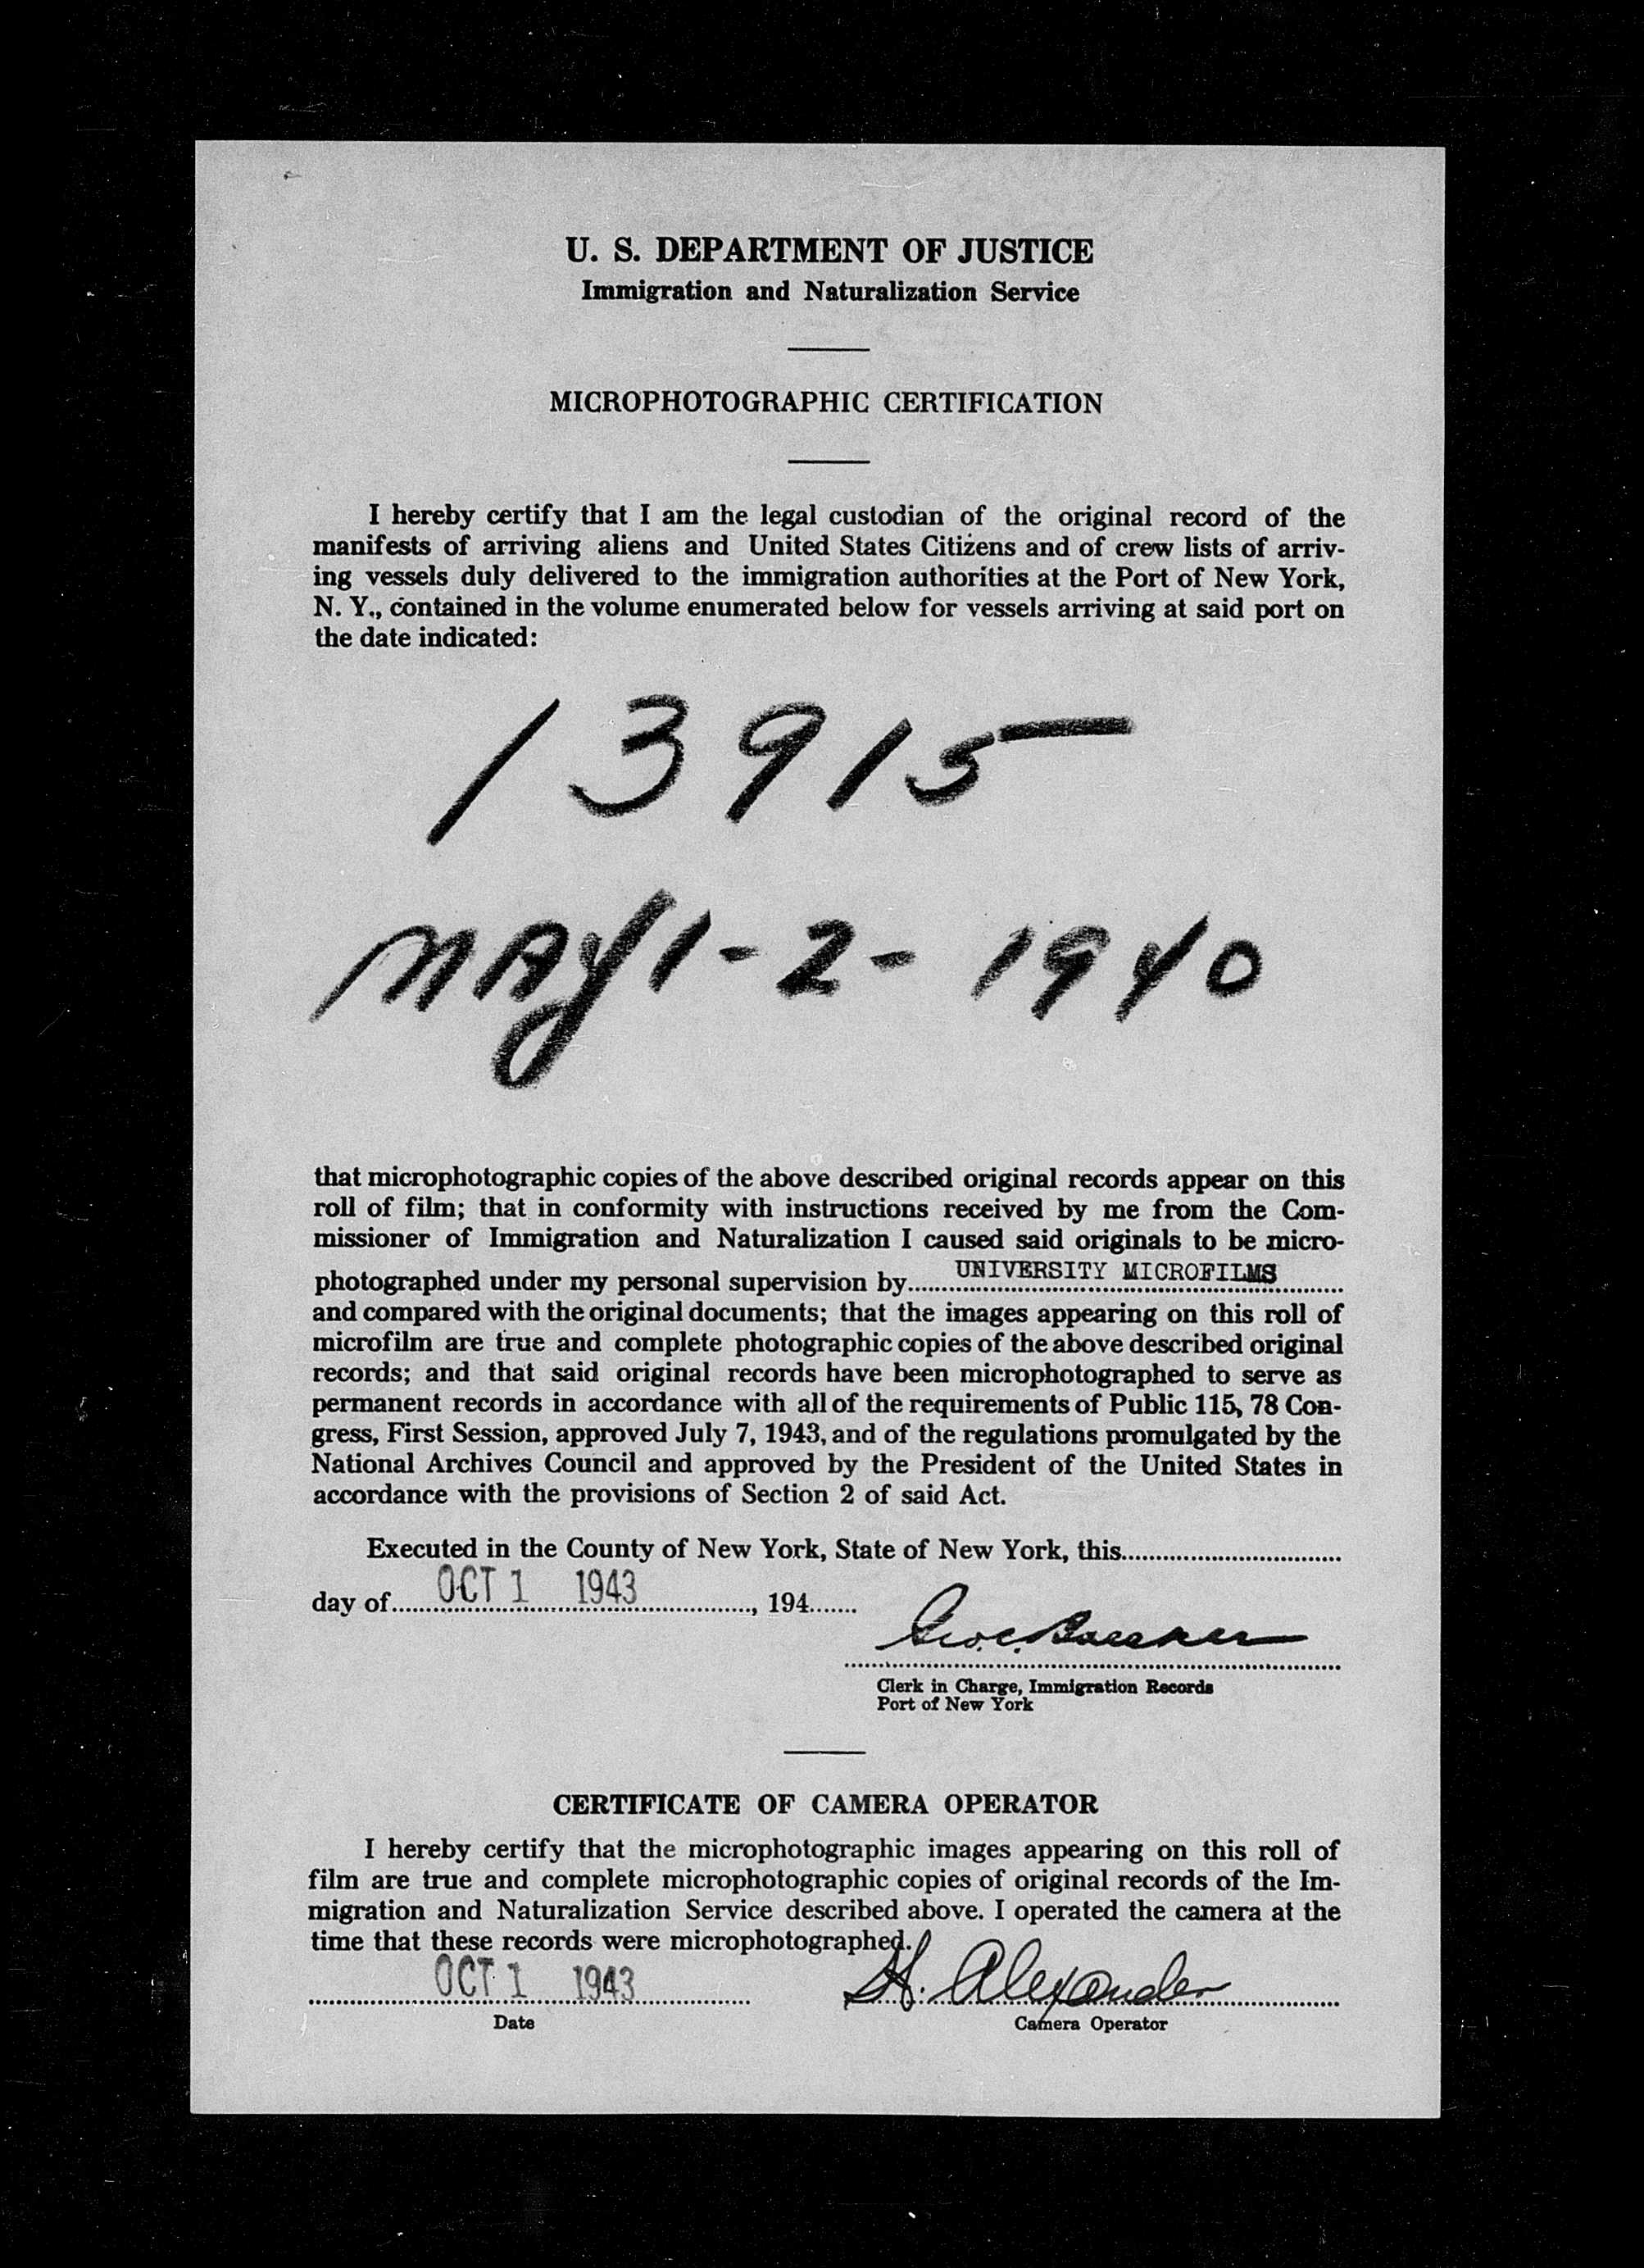 U. S. DEPARTMENT OF JUSTICE
Immigration and Naturalization Service
MICROPHOTOGRAPHIC CERTIFICATION
I hereby certify that I am the legal custodian of the original record of the
manifests of arriving aliens and United States Citizens and of crew lists of arriv-
ing vessels duly delivered to the immigration authorities at the Port of New York,
N. Y., contained in the volume enumerated below for vessels arriving at said port on
the date indicated:
13915
MAY 1 - 2 - 1940
that microphotographic copies of the above described original records appear on this
roll of film; that in conformity with instructions received by me from the Com-
missioner of Immigration and Naturalization I caused said originals to be micro-
photographed under my personal supervision by UNIVERSITY MICROFILMS
and compared with the original documents; that the images appearing on this roll of
microfilm are true and complete photographic copies of the above described original
records; and that said original records have been microphotographed to serve as
permanent records in accordance with all of the requirements of Public 115, 78 Con-
gress, First Session, approved July 7, 1943, and of the regulations promulgated by the
National Archives Council and approved by the President of the United States in
accordance with the provisions of Section 2 of said Act.
Executed in the County of New York, State of New York, this
day of OCT 1 1943, 194
Clerk in Charge, Immigration Records
Port of New York
CERTIFICATE OF CAMERA OPERATOR
I hereby certify that the microphotographic images appearing on this roll of
film are true and complete microphotographic copies of original records of the Im-
migration and Naturalization Service described above. I operated the camera at the
time that these records were microphotographed.
OCT 1 1943 H. Alexander
Date Camera Operator